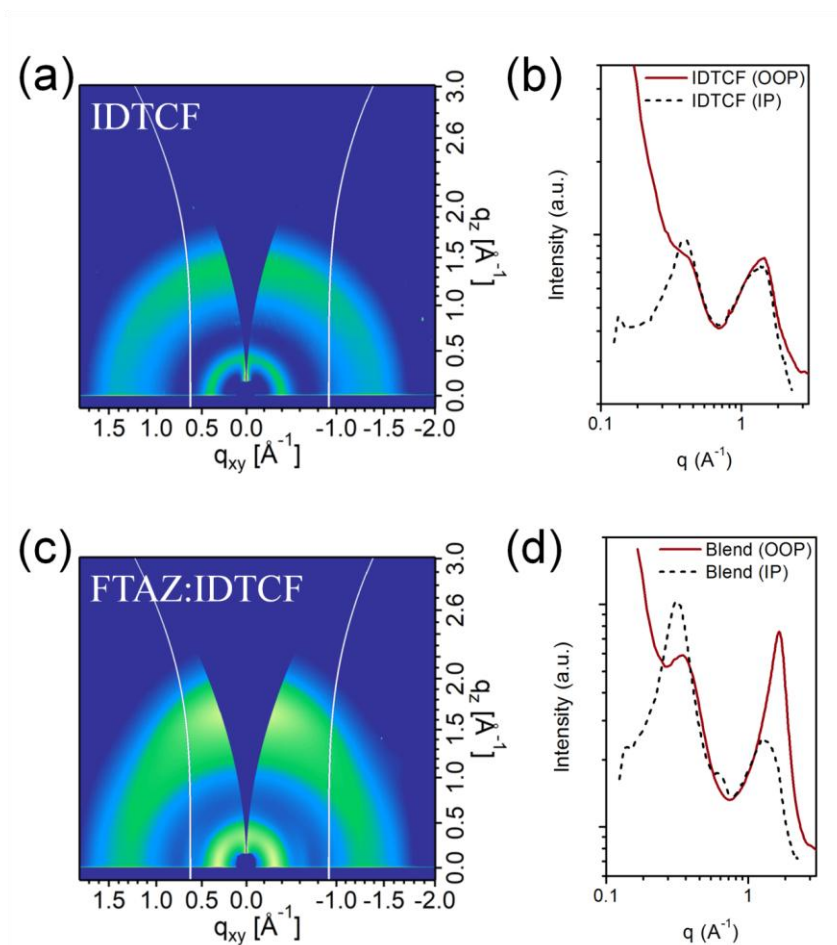 (a)
IDTCF
3.0
2.6
2.0
1.5
1.0
0.5
0.0
q_z [Å⁻¹]
1.5 1.0 0.5 0.0 -1.0 -1.5 -2.0
q_xy [Å⁻¹]
(b)
IDTCF (OOP)
IDTCF (IP)
Intensity (a.u.)
0.1 1
q (A⁻¹)
(c)
FTAZ:IDTCF
3.0
2.6
2.0
1.5
1.0
0.5
0.0
q_z [Å⁻¹]
1.5 1.0 0.5 0.0 -1.0 -1.5 -2.0
q_xy [Å⁻¹]
(d)
Blend (OOP)
Blend (IP)
Intensity (a.u.)
0.1 1
q (A⁻¹)